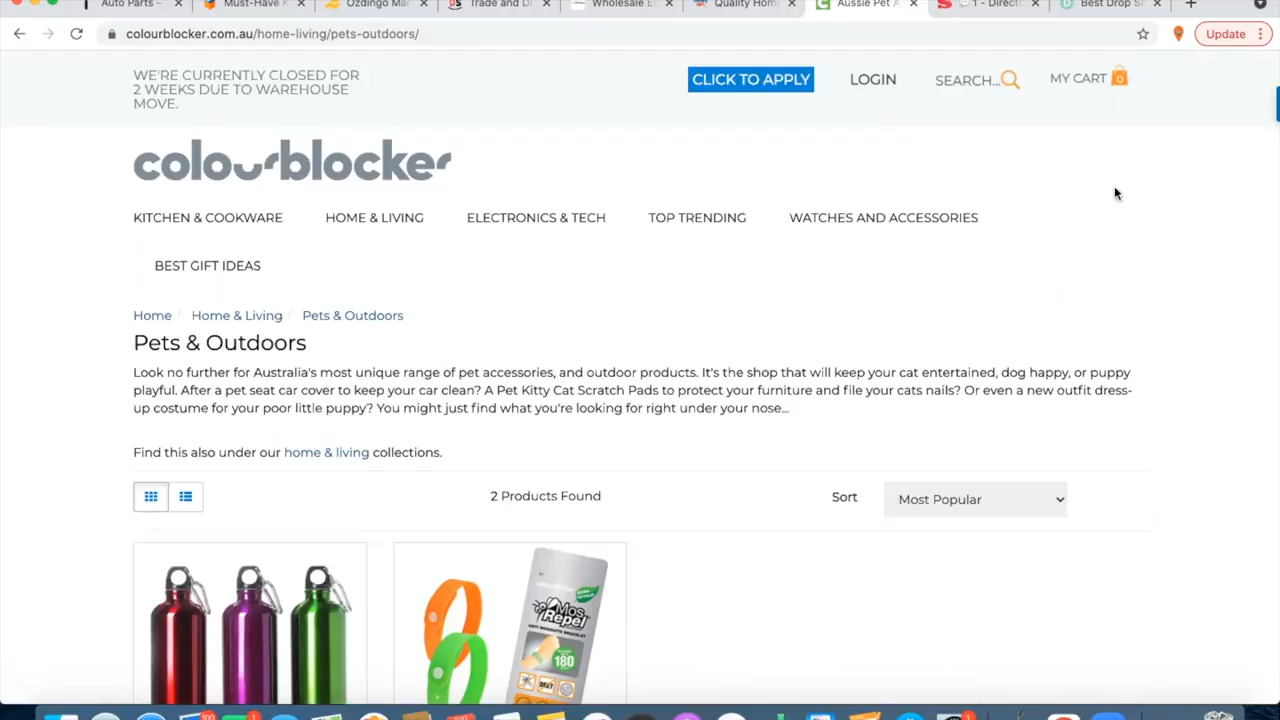 Auto Parts –
Must-Have K
Ozdingo Mar
Trade and D
Wholesale E
Quality Hom
Aussie Pet A
1 - Direct
Best Drop S
colourblocker.com.au/home-living/pets-outdoors/
Update
WE'RE CURRENTLY CLOSED FOR
2 WEEKS DUE TO WAREHOUSE
MOVE.
CLICK TO APPLY
LOGIN
SEARCH...
MY CART 0
colourblocker
KITCHEN & COOKWARE
HOME & LIVING
ELECTRONICS & TECH
TOP TRENDING
WATCHES AND ACCESSORIES
BEST GIFT IDEAS
Home / Home & Living / Pets & Outdoors
Pets & Outdoors
Look no further for Australia's most unique range of pet accessories, and outdoor products. It's the shop that will keep your cat entertained, dog happy, or puppy
playful. After a pet seat car cover to keep your car clean? A Pet Kitty Cat Scratch Pads to protect your furniture and file your cats nails? Or even a new outfit dress-
up costume for your poor little puppy? You might just find what you're looking for right under your nose...
Find this also under our home & living collections.
2 Products Found
Sort
Most Popular
Mos
Repel
ANTI MOSQUITO BRACELET
180